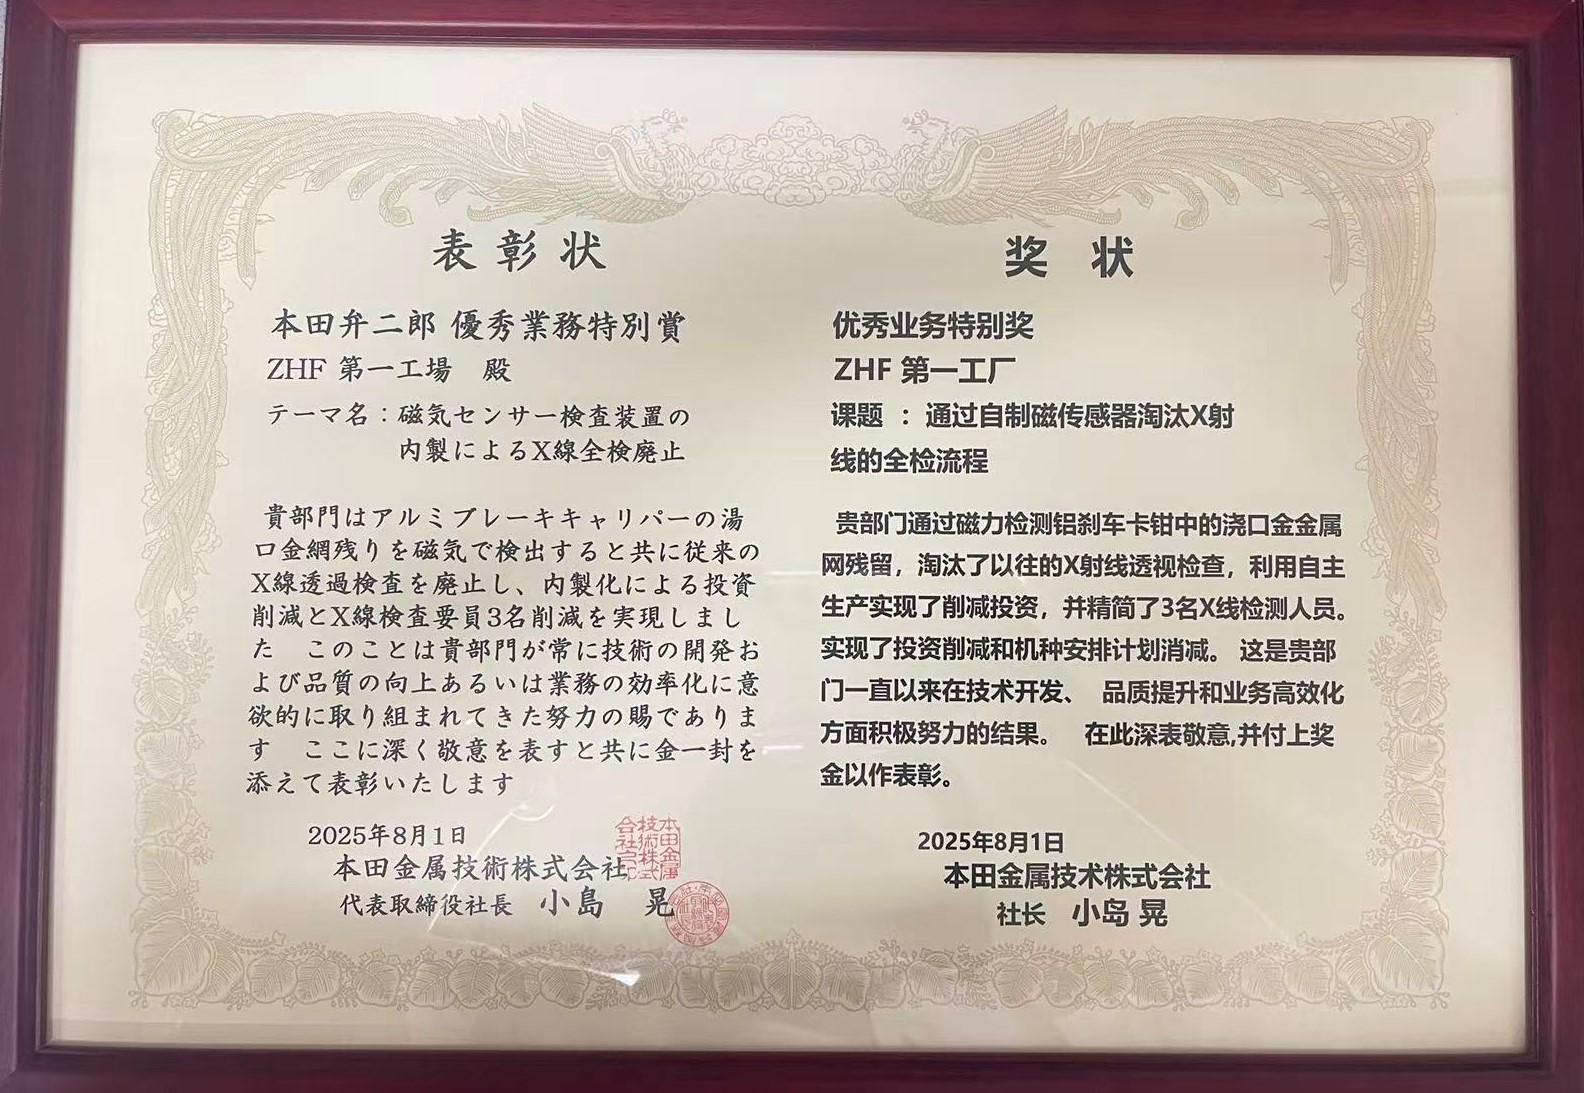 表彰状
本田弁二郎 優秀業務特別賞
ZHF 第一工場 殿
テーマ名：磁気センサー検査装置の
内製によるX線全検廃止
貴部門はアルミブレーキキャリパーの湯
口金網残りを磁気で検出すると共に従来の
X線透過検査を廃止し、内製化による投資
削減とX線検査要員3名削減を実現しまし
た このことは貴部門が常に技術の開発お
よび品質の向上あるいは業務の効率化に意
欲的に取り組まれてきた努力の賜でありま
す ここに深く敬意を表すと共に金一封を
添えて表彰いたします
2025年8月1日
本田金属技術株式会社
代表取締役社長 小島 晃
奖 状
优秀业务特别奖
ZHF 第一工厂
课题 ： 通过自制磁传感器淘汰X射
线的全检流程
贵部门通过磁力检测铝刹车卡钳中的浇口金金属
网残留，淘汰了以往的X射线透视检查，利用自主
生产实现了削减投资，并精简了3名X线检测人员。
实现了投资削减和机种安排计划消减。 这是贵部
门一直以来在技术开发、 品质提升和业务高效化
方面积极努力的结果。 在此深表敬意,并付上奖
金以作表彰。
2025年8月1日
本田金属技术株式会社
社长 小岛 晃